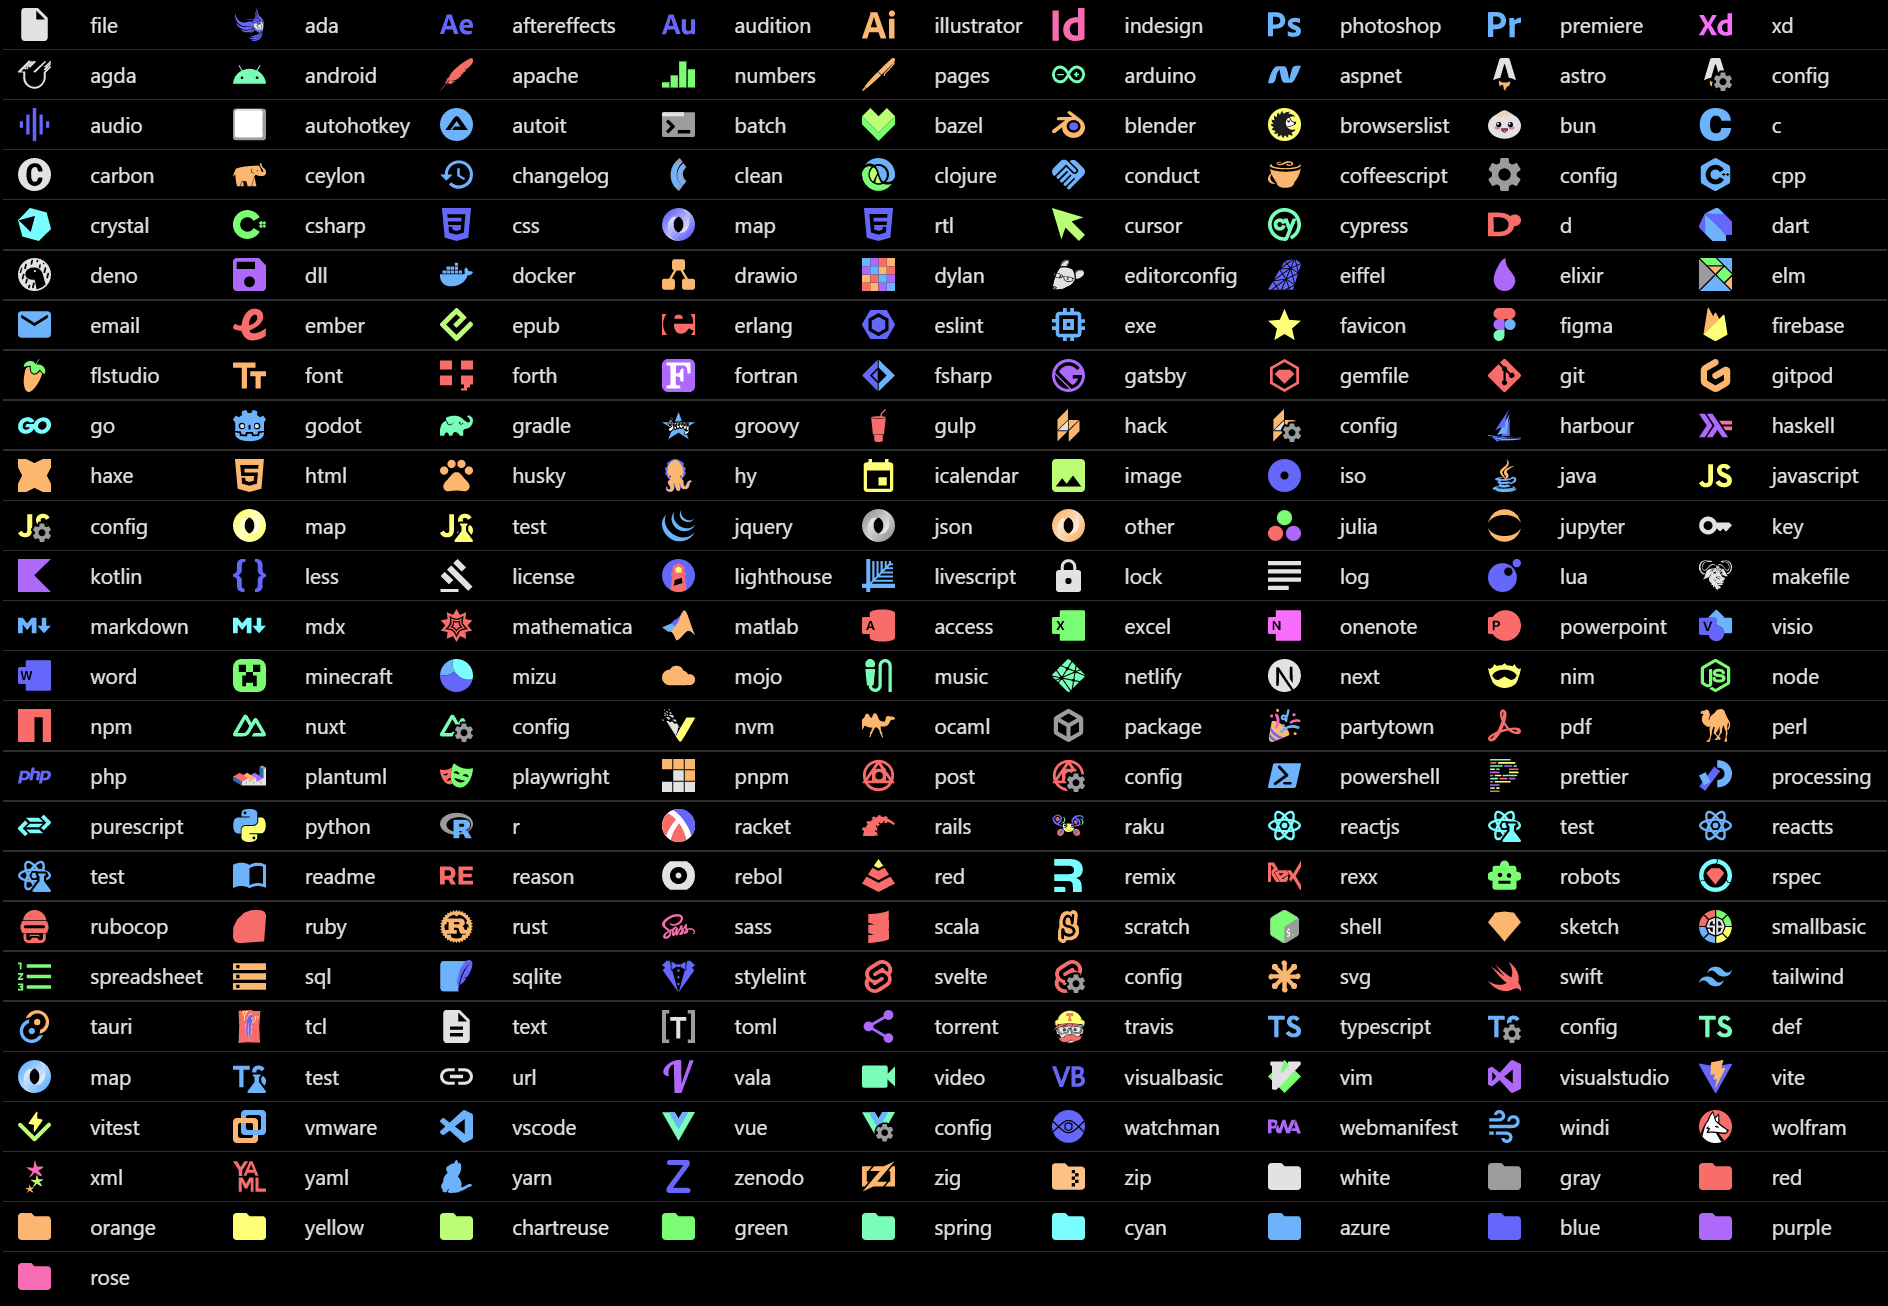 file ada Ae aftereffects Au audition Ai illustrator Id indesign Ps photoshop Pr premiere Xd xd
agda android apache numbers pages arduino aspnet astro config
audio autohotkey autoit batch bazel blender browserslist bun C c
C carbon ceylon changelog clean clojure conduct coffeescript config C++ cpp
crystal C# csharp 3 css map 3 rtl cursor cy cypress D d dart
deno dll docker drawio dylan editorconfig eiffel elixir elm
email e ember e epub e erlang eslint exe favicon figma firebase
flstudio TT font forth F fortran fsharp G gatsby gemfile git G gitpod
GO go godot gradle groovy gulp hack config harbour haskell
haxe 5 html husky hy icalendar image iso java JS javascript
JS config map JS test jquery json other julia jupyter key
kotlin { } less license lighthouse livescript lock log lua makefile
M markdown M mdx mathematica matlab A access X excel N onenote P powerpoint V visio
W word minecraft mizu mojo music netlify N next nim JS node
npm nuxt config nvm ocaml package partytown pdf perl
php php plantuml playwright pnpm post config powershell prettier processing
purescript python R r racket rails raku reactjs test reactts
test readme RE reason rebol red R remix Rex rexx robots rspec
rubocop ruby R rust Sass sass scala S scratch $ shell sketch SB smallbasic
1 2 3 spreadsheet sql sqlite stylelint svelte config svg swift tailwind
tauri tcl text [T] toml torrent T travis TS typescript TS config TS def
map TS test url V vala video VB visualbasic vim visualstudio vite
vitest vmware vscode vue config watchman PWA webmanifest windi wolfram
xml YAML yaml yarn Z zenodo Z zig zip white gray red
orange yellow chartreuse green spring cyan azure blue purple
rose